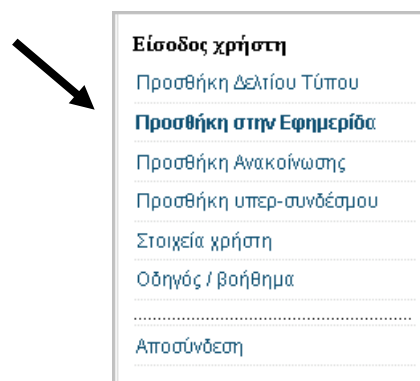 Είσοδος χρήστη
Προσθήκη Δελτίου Τύπου
Προσθήκη στην Εφημερίδα
Προσθήκη Ανακοίνωσης
Προσθήκη υπερ-συνδέσμου
Στοιχεία χρήστη
Οδηγός / βοήθημα
Αποσύνδεση